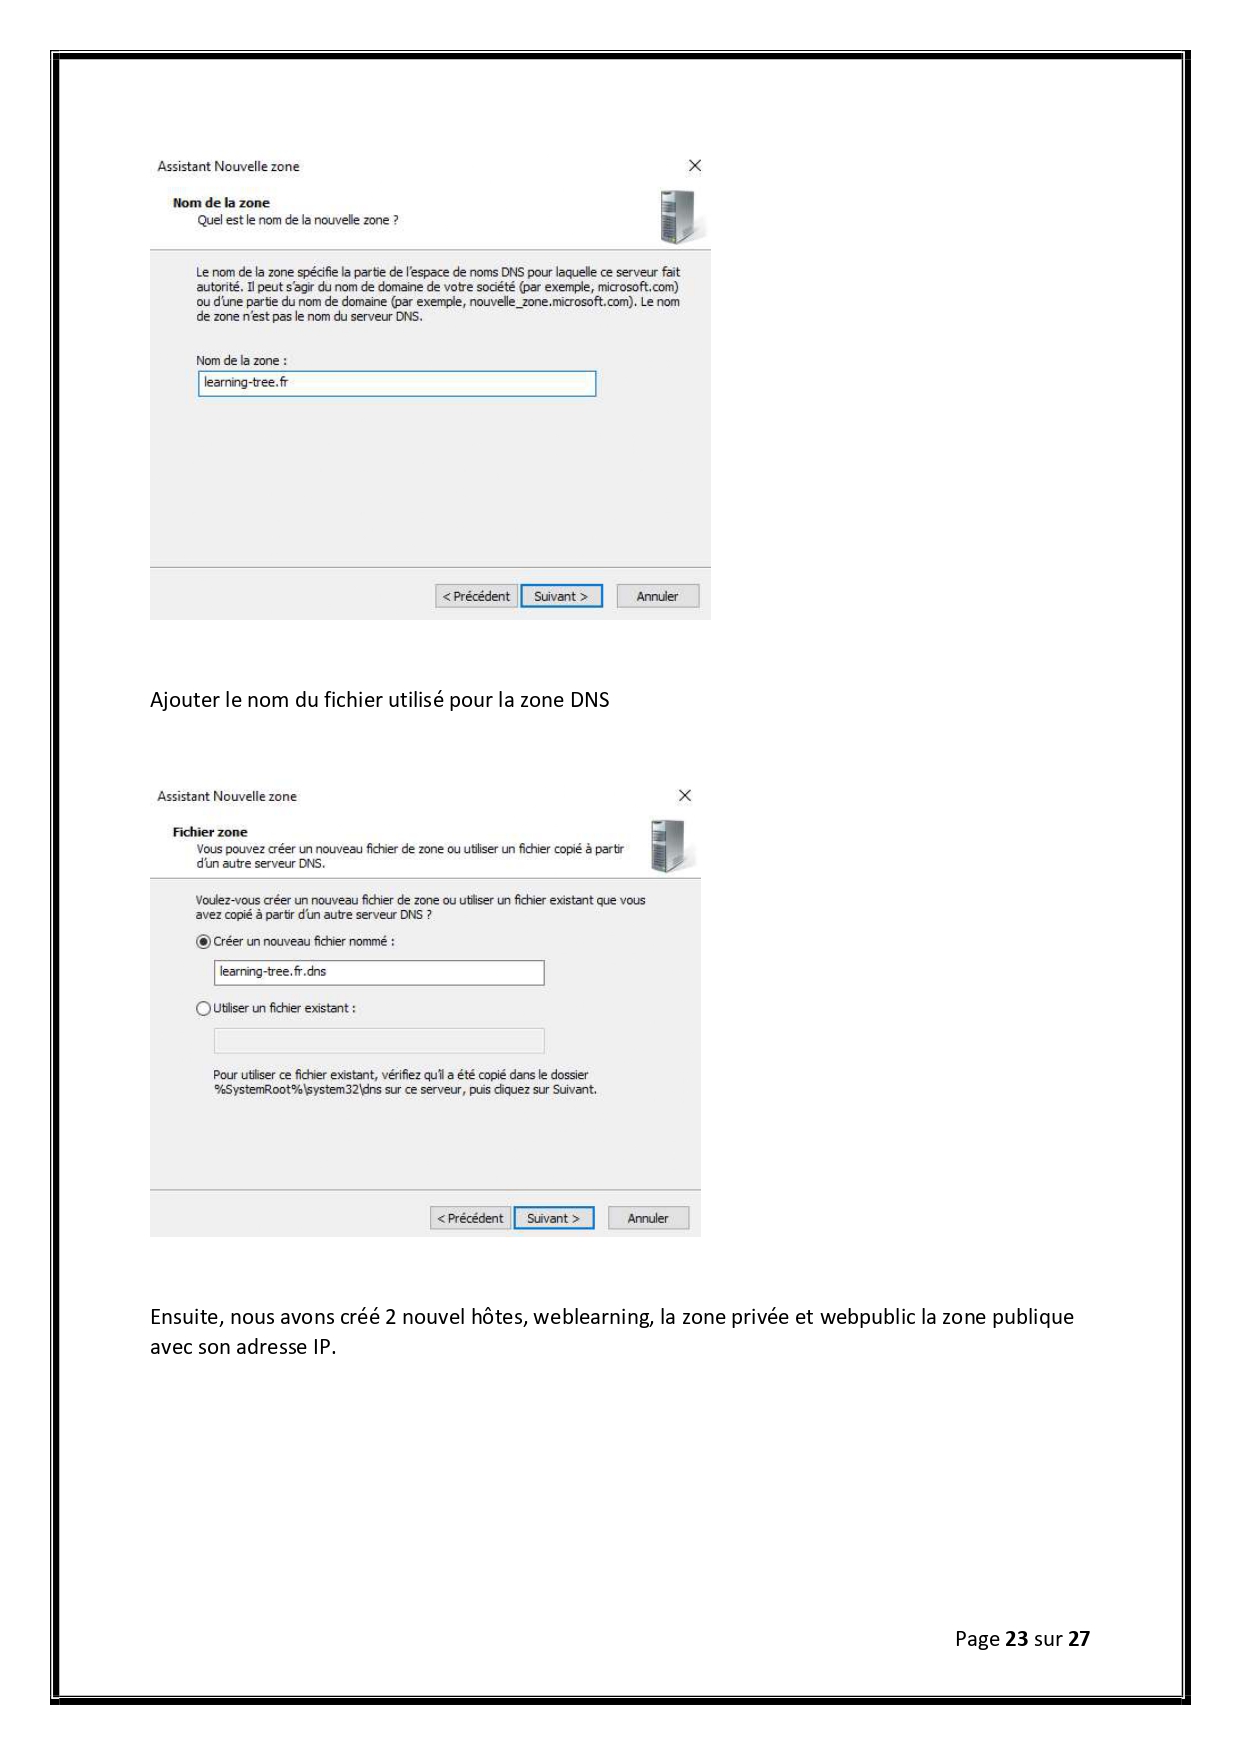 Assistant Nouvelle zone
Nom de la zone
Quel est le nom de la nouvelle zone ?
Le nom de la zone spécifie la partie de l'espace de noms DNS pour laquelle ce serveur fait
autorité. Il peut s'agir du nom de domaine de votre société (par exemple, microsoft.com)
ou d'une partie du nom de domaine (par exemple, nouvelle_zone.microsoft.com). Le nom
de zone n'est pas le nom du serveur DNS.
Nom de la zone :
learning-tree.fr
< Précédent Suivant > Annuler
Ajouter le nom du fichier utilisé pour la zone DNS
Assistant Nouvelle zone
Fichier zone
Vous pouvez créer un nouveau fichier de zone ou utiliser un fichier copié à partir
d'un autre serveur DNS.
Voulez-vous créer un nouveau fichier de zone ou utiliser un fichier existant que vous
avez copié à partir d'un autre serveur DNS ?
Créer un nouveau fichier nommé :
learning-tree.fr.dns
Utiliser un fichier existant :
Pour utiliser ce fichier existant, vérifiez qu'il a été copié dans le dossier
%SystemRoot%\system32\dns sur ce serveur, puis cliquez sur Suivant.
< Précédent Suivant > Annuler
Ensuite, nous avons créé 2 nouvel hôtes, weblearning, la zone privée et webpublic la zone publique
avec son adresse IP.
Page 23 sur 27